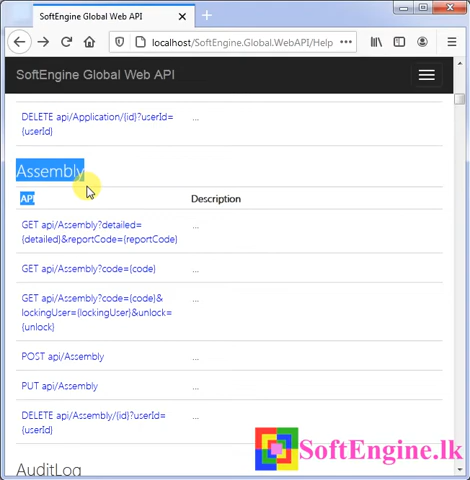 SoftEngine Global Web API
localhost/SoftEngine.Global.WebAPI/Help
SoftEngine Global Web API
DELETE api/Application/{id}?userId= ...
{userId}
Assembly
API Description
GET api/Assembly?detailed= ...
{detailed}&reportCode={reportCode}
GET api/Assembly?code={code} ...
GET api/Assembly?code={code}& ...
lockingUser={lockingUser}&unlock=
{unlock}
POST api/Assembly ...
PUT api/Assembly ...
DELETE api/Assembly/{id}?userId= ...
{userId}
SoftEngine.lk
AuditLog